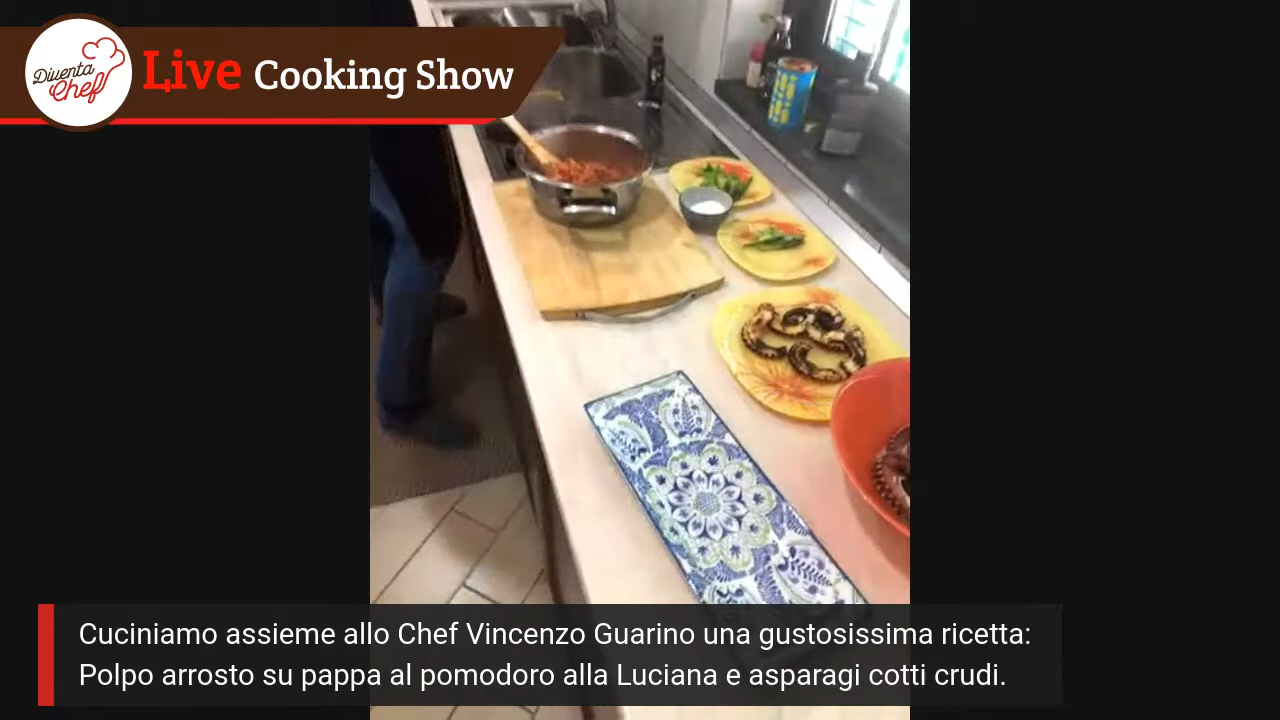 Diventa
Chef
Live Cooking Show
Cuciniamo assieme allo Chef Vincenzo Guarino una gustosissima ricetta:
Polpo arrosto su pappa al pomodoro alla Luciana e asparagi cotti crudi.